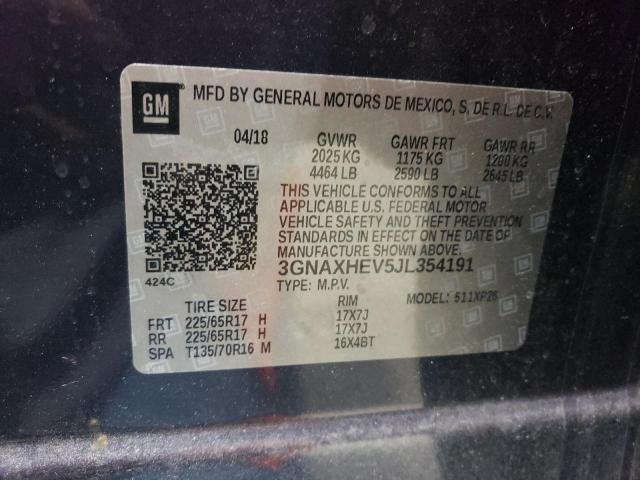 GM
MFD BY GENERAL MOTORS DE MEXICO, S. DE R.L. DE C.V.
04/18 GVWR GAWR FRT GAWR RR
2025 KG 1175 KG 1200 KG
4464 LB 2590 LB 2645 LB
THIS VEHICLE CONFORMS TO ALL
APPLICABLE U.S. FEDERAL MOTOR
VEHICLE SAFETY AND THEFT PREVENTION
STANDARDS IN EFFECT ON THE DATE OF
MANUFACTURE SHOWN ABOVE.
3GNAXHEV5JL354191
424C
TYPE: M.P.V. MODEL: 511XP26
TIRE SIZE RIM
FRT 225/65R17 H 17X7J
RR 225/65R17 H 17X7J
SPA T135/70R16 M 16X4BT